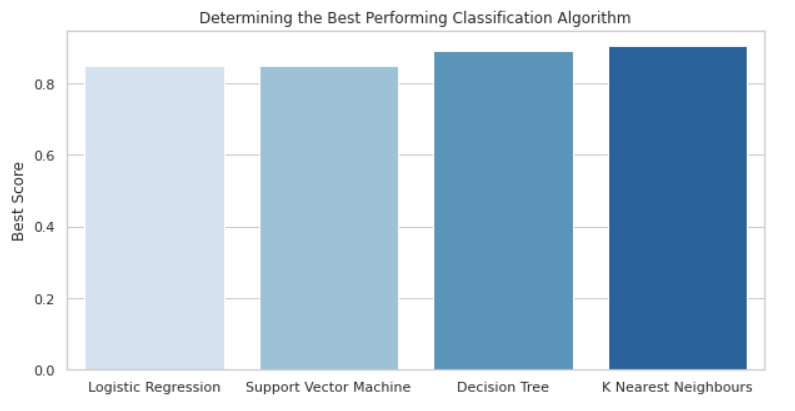 Determining the Best Performing Classification Algorithm
Best Score
0.8
0.6
0.4
0.2
0.0
Logistic Regression
Support Vector Machine
Decision Tree
K Nearest Neighbours